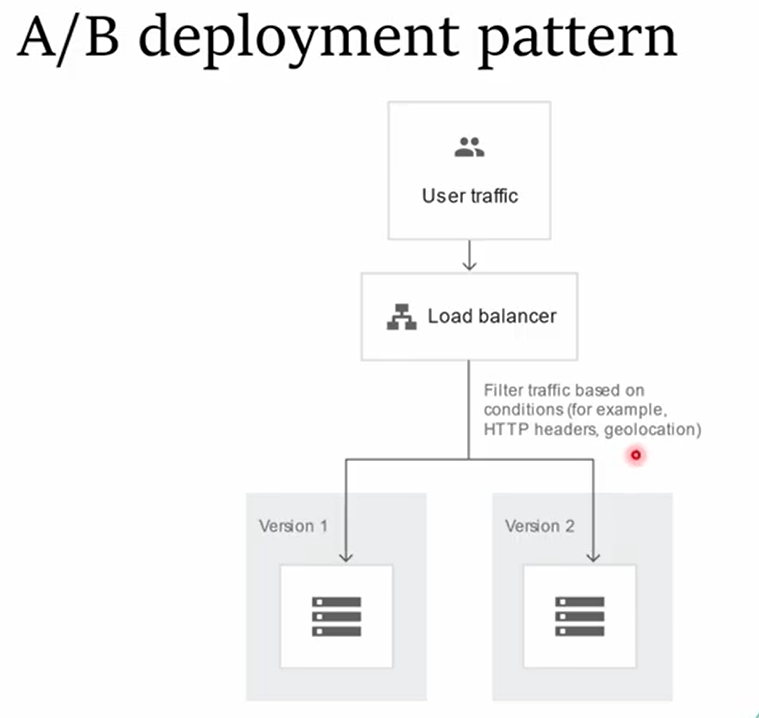 A/B deployment pattern
User traffic
Load balancer
Filter traffic based on
conditions (for example,
HTTP headers, geolocation)
Version 1
Version 2